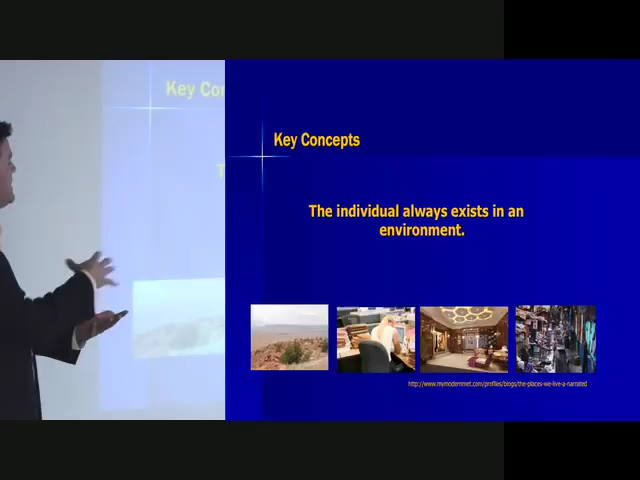 Key Con
T
Key Concepts
The individual always exists in an
environment.
http://www.mymodernmet.com/profiles/blogs/the-places-we-live-a-narrated